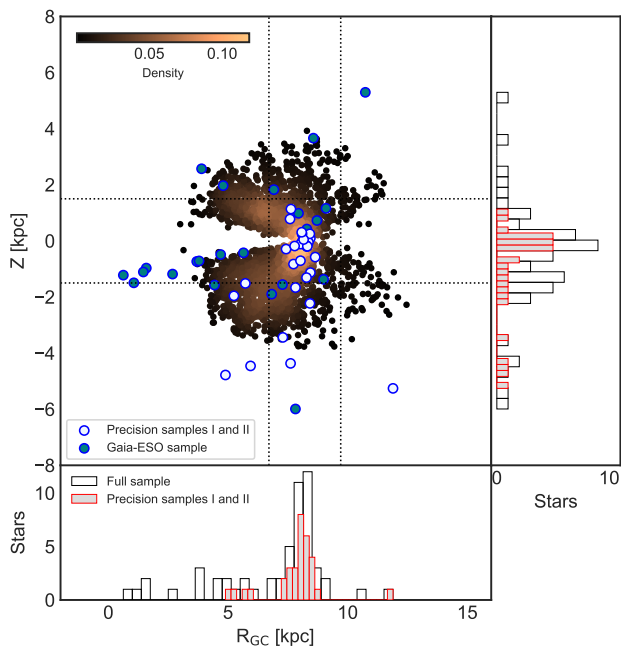 8
6
4
2
0
−2
−4
−6
−8
Z [kpc]
0.05 0.10
Density
Precision samples I and II
Gaia-ESO sample
0 10
Stars
Full sample
Precision samples I and II
10
5
0
Stars
0 5 10 15
R_GC [kpc]